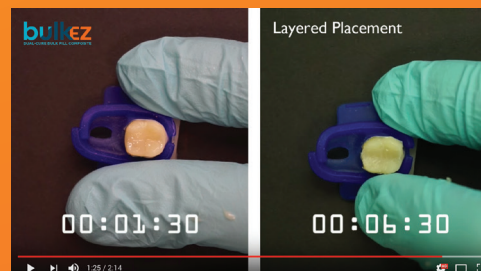 bulkez
DUAL-CURE BULK FILL COMPOSITE
Layered Placement
00:01:30
00:06:30
1:25 / 2:14